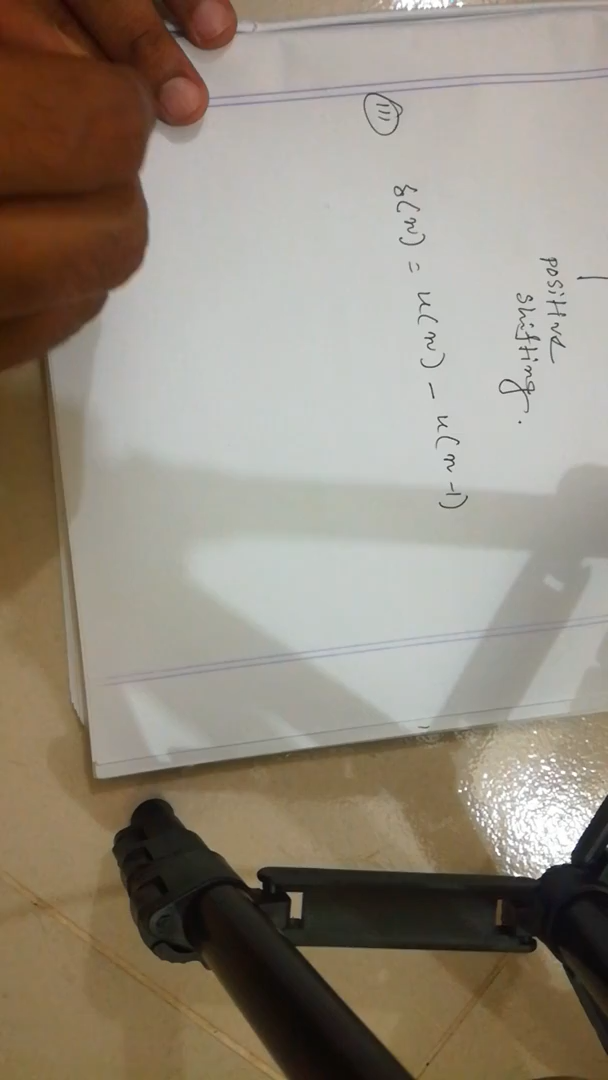 positive
shifting.
(iii) δ(n) = u(n) - u(n-1)